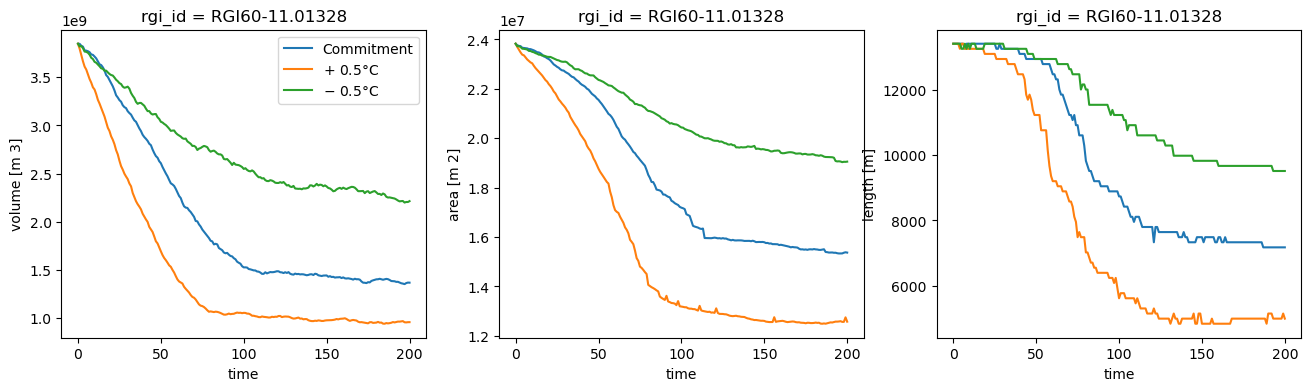 rgi_id = RGI60-11.01328
1e9
volume [m 3]
3.5
3.0
2.5
2.0
1.5
1.0
0
50
100
150
200
time
Commitment
+ 0.5°C
− 0.5°C
rgi_id = RGI60-11.01328
1e7
area [m 2]
2.4
2.2
2.0
1.8
1.6
1.4
1.2
0
50
100
150
200
time
rgi_id = RGI60-11.01328
length [m]
12000
10000
8000
6000
0
50
100
150
200
time